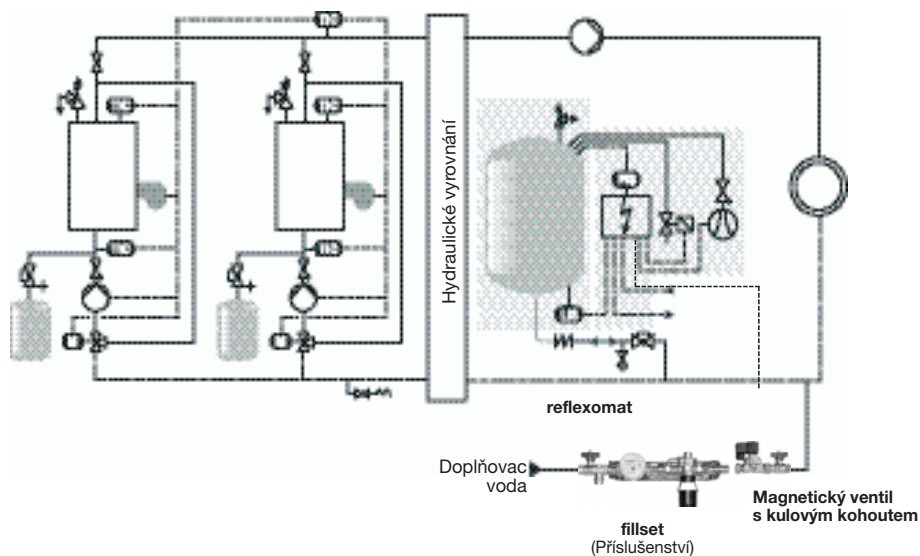 Hydraulické vyrovnání
reflexomat
Doplňovac
voda
Magnetický ventil
s kulovým kohoutem
fillset
(Příslušenství)